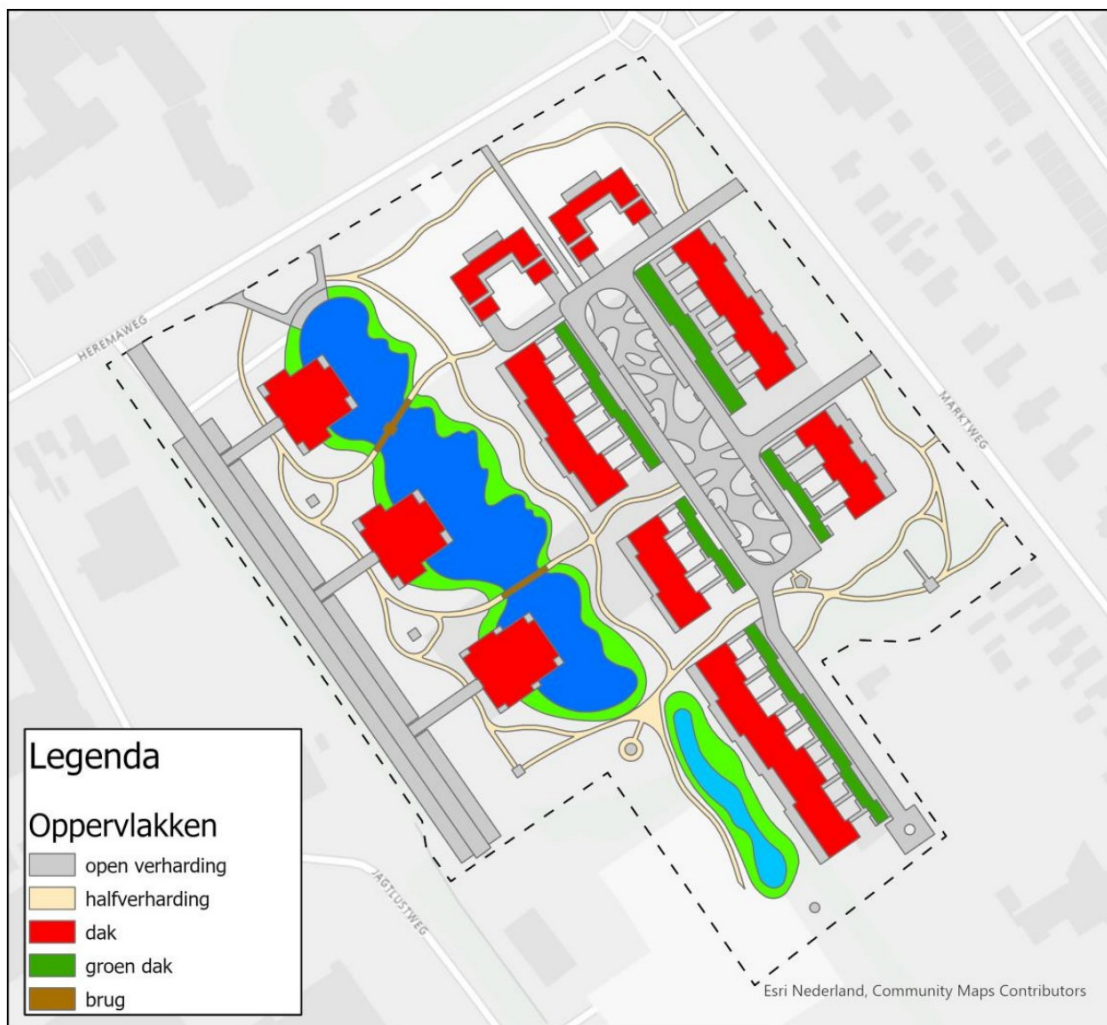 HEREMAWEG
MARKTWEG
JAGTLUSTWEG
Legenda
Oppervlakken
open verharding
halfverharding
dak
groen dak
brug
Esri Nederland, Community Maps Contributors